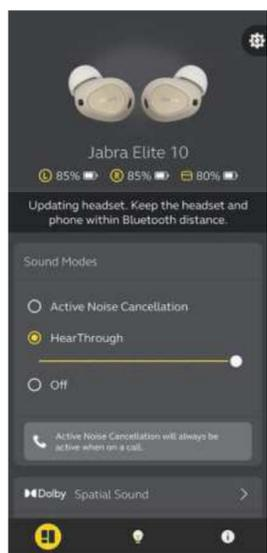 Jabra Elite 10
L 85% R 85% 80%
Updating headset. Keep the headset and
phone within Bluetooth distance.
Sound Modes
Active Noise Cancellation
HearThrough
Off
Active Noise Cancellation will always be
active when on a call.
Dolby Spatial Sound